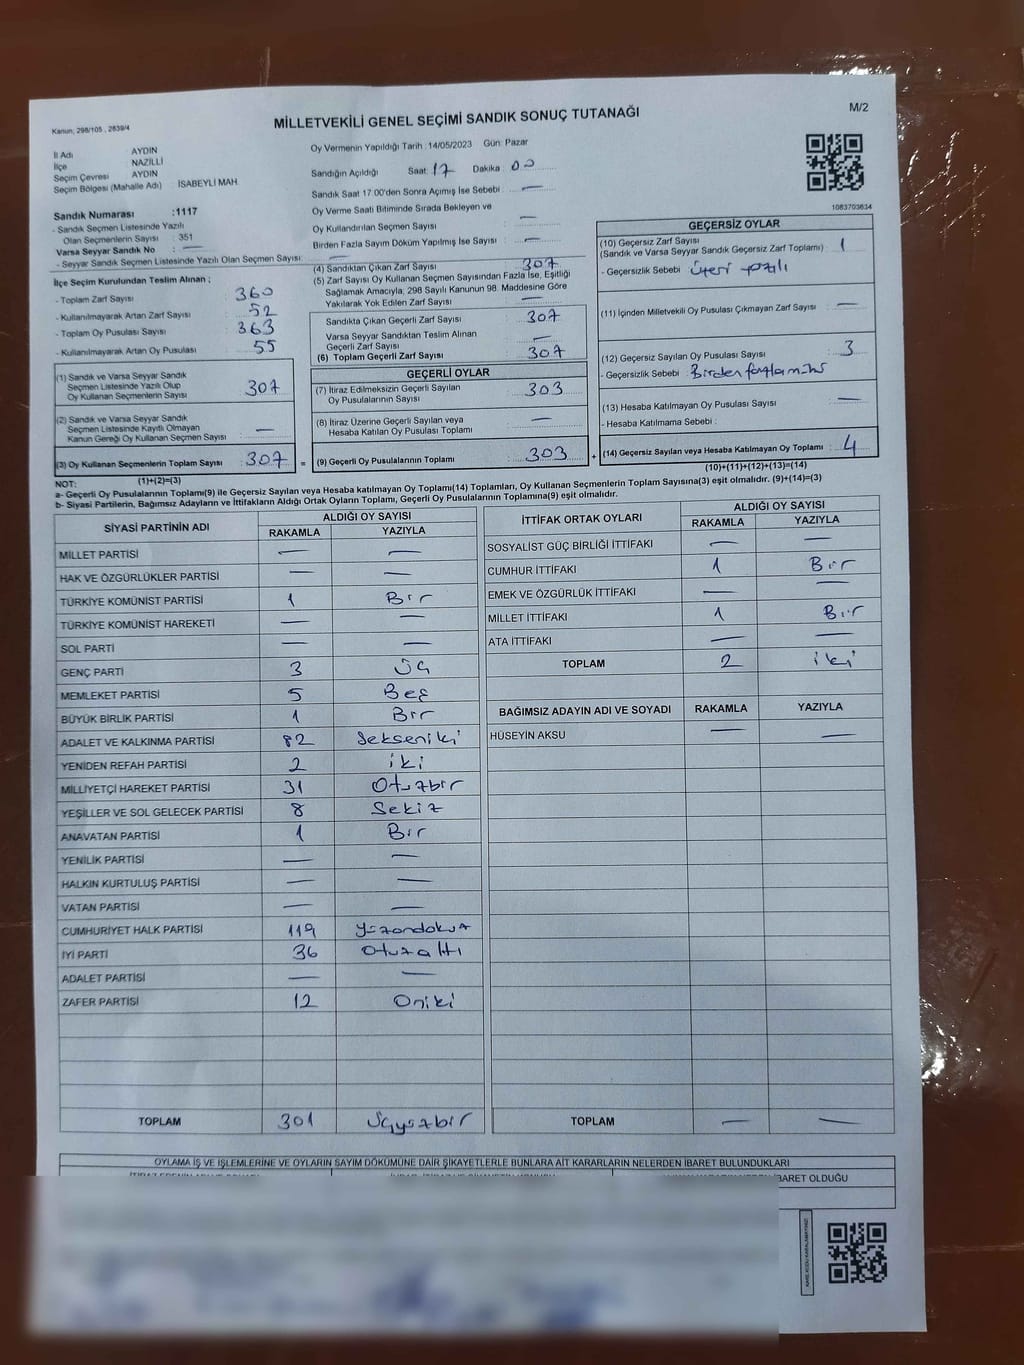 Kanun, 298/105 , 2839/4
MİLLETVEKİLİ GENEL SEÇİMİ SANDIK SONUÇ TUTANAĞI
M/2
İl Adı AYDIN
İlçe NAZİLLİ
Seçim Çevresi AYDIN
Seçim Bölgesi (Mahalle Adı) İSABEYLİ MAH.
Oy Vermenin Yapıldığı Tarih :14/05/2023 Gün: Pazar
Sandığın Açıldığı Saat: 17 Dakika: 00
Sandık Saat 17.00'den Sonra Açılmış İse Sebebi : —
Oy Verme Saati Bitiminde Sırada Bekleyen ve
Oy Kullandırılan Seçmen Sayısı : —
Birden Fazla Sayım Döküm Yapılmış İse Sayısı : —
1083703634
Sandık Numarası :1117
- Sandık Seçmen Listesinde Yazılı
Olan Seçmenlerin Sayısı : 351
Varsa Seyyar Sandık No : —
- Seyyar Sandık Seçmen Listesinde Yazılı Olan Seçmen Sayısı: —
İlçe Seçim Kurulundan Teslim Alınan ;
- Toplam Zarf Sayısı : 360
- Kullanılmayarak Artan Zarf Sayısı : 52
- Toplam Oy Pusulası Sayısı : 363
- Kullanılmayarak Artan Oy Pusulası : 55
(1) Sandık ve Varsa Seyyar Sandık
Seçmen Listesinde Yazılı Olup
Oy Kullanan Seçmenlerin Sayısı : 307
(2) Sandık ve Varsa Seyyar Sandık
Seçmen Listesinde Kayıtlı Olmayan
Kanun Gereği Oy Kullanan Seçmen Sayısı : —
(3) Oy Kullanan Seçmenlerin Toplam Sayısı : 307
(1)+(2)=(3)
(4) Sandıktan Çıkan Zarf Sayısı : 307
(5) Zarf Sayısı Oy Kullanan Seçmen Sayısından Fazla İse, Eşitliği
Sağlamak Amacıyla; 298 Sayılı Kanunun 98. Maddesine Göre
Yakılarak Yok Edilen Zarf Sayısı : —
Sandıkta Çıkan Geçerli Zarf Sayısı : 307
Varsa Seyyar Sandıktan Teslim Alınan
Geçerli Zarf Sayısı : —
(6) Toplam Geçerli Zarf Sayısı : 307
GEÇERLİ OYLAR
(7) İtiraz Edilmeksizin Geçerli Sayılan
Oy Pusulalarının Sayısı : 303
(8) İtiraz Üzerine Geçerli Sayılan veya
Hesaba Katılan Oy Pusulası Toplamı : —
= (9) Geçerli Oy Pusulalarının Toplamı : 303 +
GEÇERSİZ OYLAR
(10) Geçersiz Zarf Sayısı
(Sandık ve Varsa Seyyar Sandık Geçersiz Zarf Toplamı) : 1
- Geçersizlik Sebebi : üzeri yazılı
(11) İçinden Milletvekili Oy Pusulası Çıkmayan Zarf Sayısı : —
(12) Geçersiz Sayılan Oy Pusulası Sayısı : 3
- Geçersizlik Sebebi : Birden fazla mühür
(13) Hesaba Katılmayan Oy Pusulası Sayısı : —
- Hesaba Katılmama Sebebi :
(14) Geçersiz Sayılan veya Hesaba Katılmayan Oy Toplamı : 4
(10)+(11)+(12)+(13)=(14)
NOT:
a- Geçerli Oy Pusulalarının Toplamı(9) ile Geçersiz Sayılan veya Hesaba katılmayan Oy Toplamı(14) Toplamları, Oy Kullanan Seçmenlerin Toplam Sayısına(3) eşit olmalıdır. (9)+(14)=(3)
b- Siyasi Partilerin, Bağımsız Adayların ve İttifakların Aldığı Ortak Oyların Toplamı, Geçerli Oy Pusulalarının Toplamına(9) eşit olmalıdır.
SİYASİ PARTİNİN ADI ALDIĞI OY SAYISI
RAKAMLA YAZIYLA
MİLLET PARTİSİ — —
HAK VE ÖZGÜRLÜKLER PARTİSİ — —
TÜRKİYE KOMÜNİST PARTİSİ 1 Bir
TÜRKİYE KOMÜNİST HAREKETİ — —
SOL PARTİ — —
GENÇ PARTİ 3 Üç
MEMLEKET PARTİSİ 5 Beş
BÜYÜK BİRLİK PARTİSİ 1 Bir
ADALET VE KALKINMA PARTİSİ 82 Sekseniki
YENİDEN REFAH PARTİSİ 2 iki
MİLLİYETÇİ HAREKET PARTİSİ 31 Otuzbir
YEŞİLLER VE SOL GELECEK PARTİSİ 8 Sekiz
ANAVATAN PARTİSİ 1 Bir
YENİLİK PARTİSİ — —
HALKIN KURTULUŞ PARTİSİ — —
VATAN PARTİSİ — —
CUMHURİYET HALK PARTİSİ 119 Yüzondokuz
İYİ PARTİ 36 Otuzaltı
ADALET PARTİSİ — —
ZAFER PARTİSİ 12 Oniki
TOPLAM 301 Üçyüzbir
İTTİFAK ORTAK OYLARI ALDIĞI OY SAYISI
RAKAMLA YAZIYLA
SOSYALİST GÜÇ BİRLİĞİ İTTİFAKI — —
CUMHUR İTTİFAKI 1 Bir
EMEK VE ÖZGÜRLÜK İTTİFAKI — —
MİLLET İTTİFAKI 1 Bir
ATA İTTİFAKI — —
TOPLAM 2 iki
BAĞIMSIZ ADAYIN ADI VE SOYADI RAKAMLA YAZIYLA
HÜSEYİN AKSU — —
TOPLAM — —
OYLAMA İŞ VE İŞLEMLERİNE VE OYLARIN SAYIM DÖKÜMÜNE DAİR ŞİKAYETLERLE BUNLARA AİT KARARLARIN NELERDEN İBARET BULUNDUKLARI
İBARET OLDUĞU